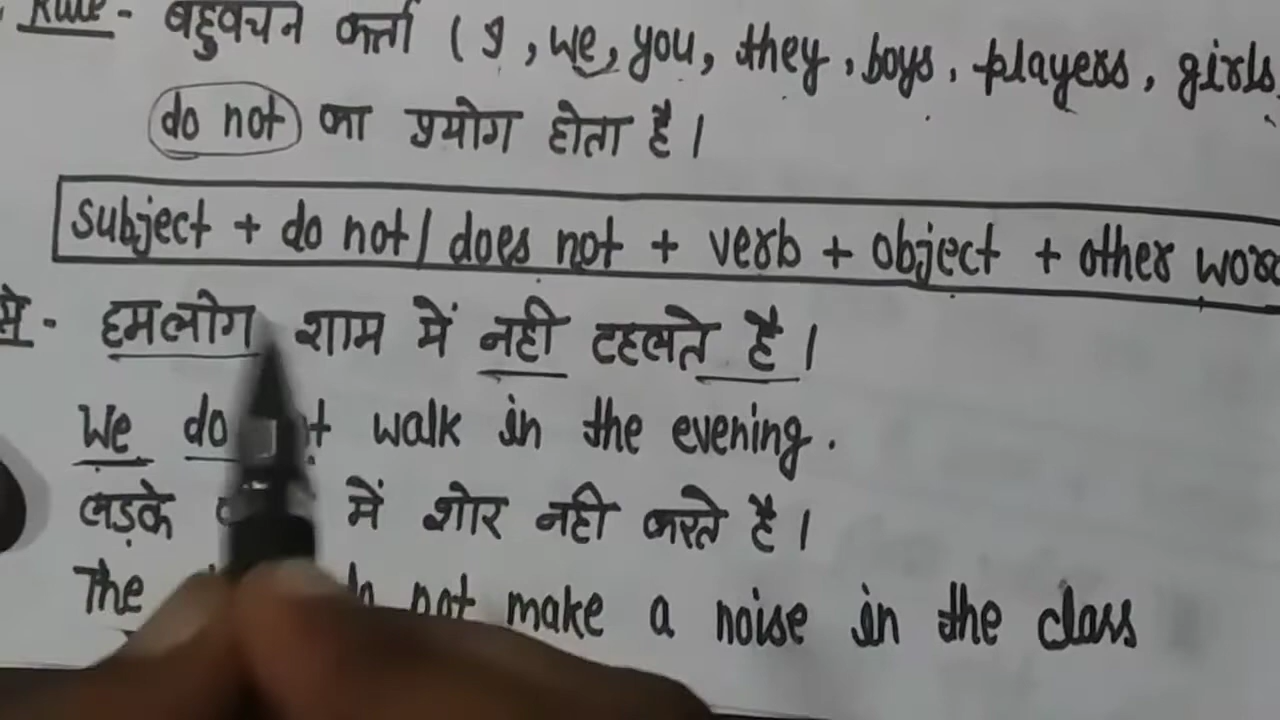 Rule - बहुवचन कर्ता ( I , we, you, they, boys, players, girls,
do not का प्रयोग होता है।
subject + do not / does not + verb + object + other
- हमलोग शाम में नही टहलते है।
We do walk in the evening.
लड़के में शोर नही करते है।
The not make a noise in the class